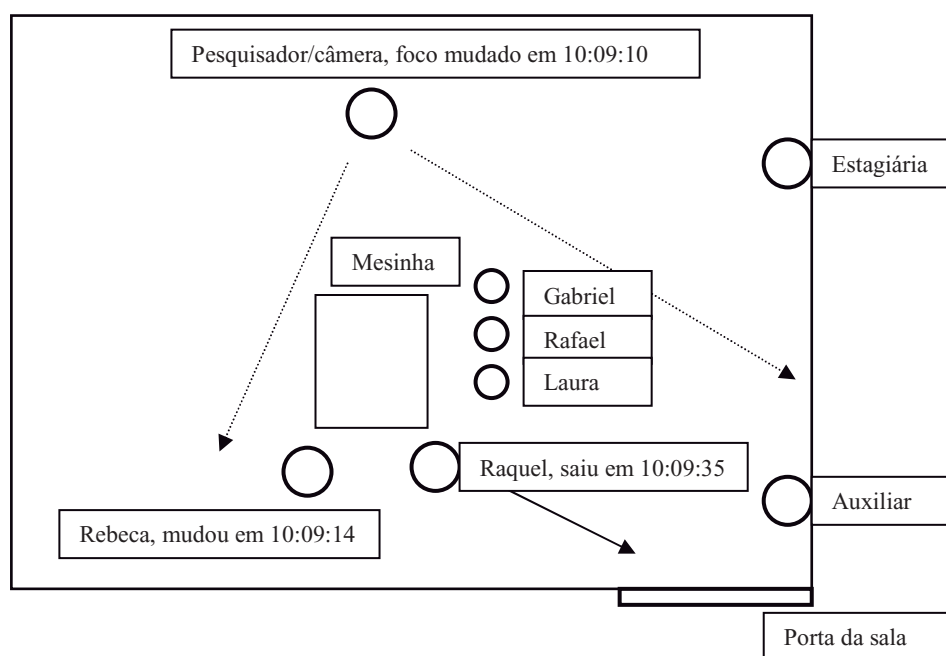 Pesquisador/câmera, foco mudado em 10:09:10
Estagiária
Mesinha
Gabriel
Rafael
Laura
Raquel, saiu em 10:09:35
Auxiliar
Rebeca, mudou em 10:09:14
Porta da sala